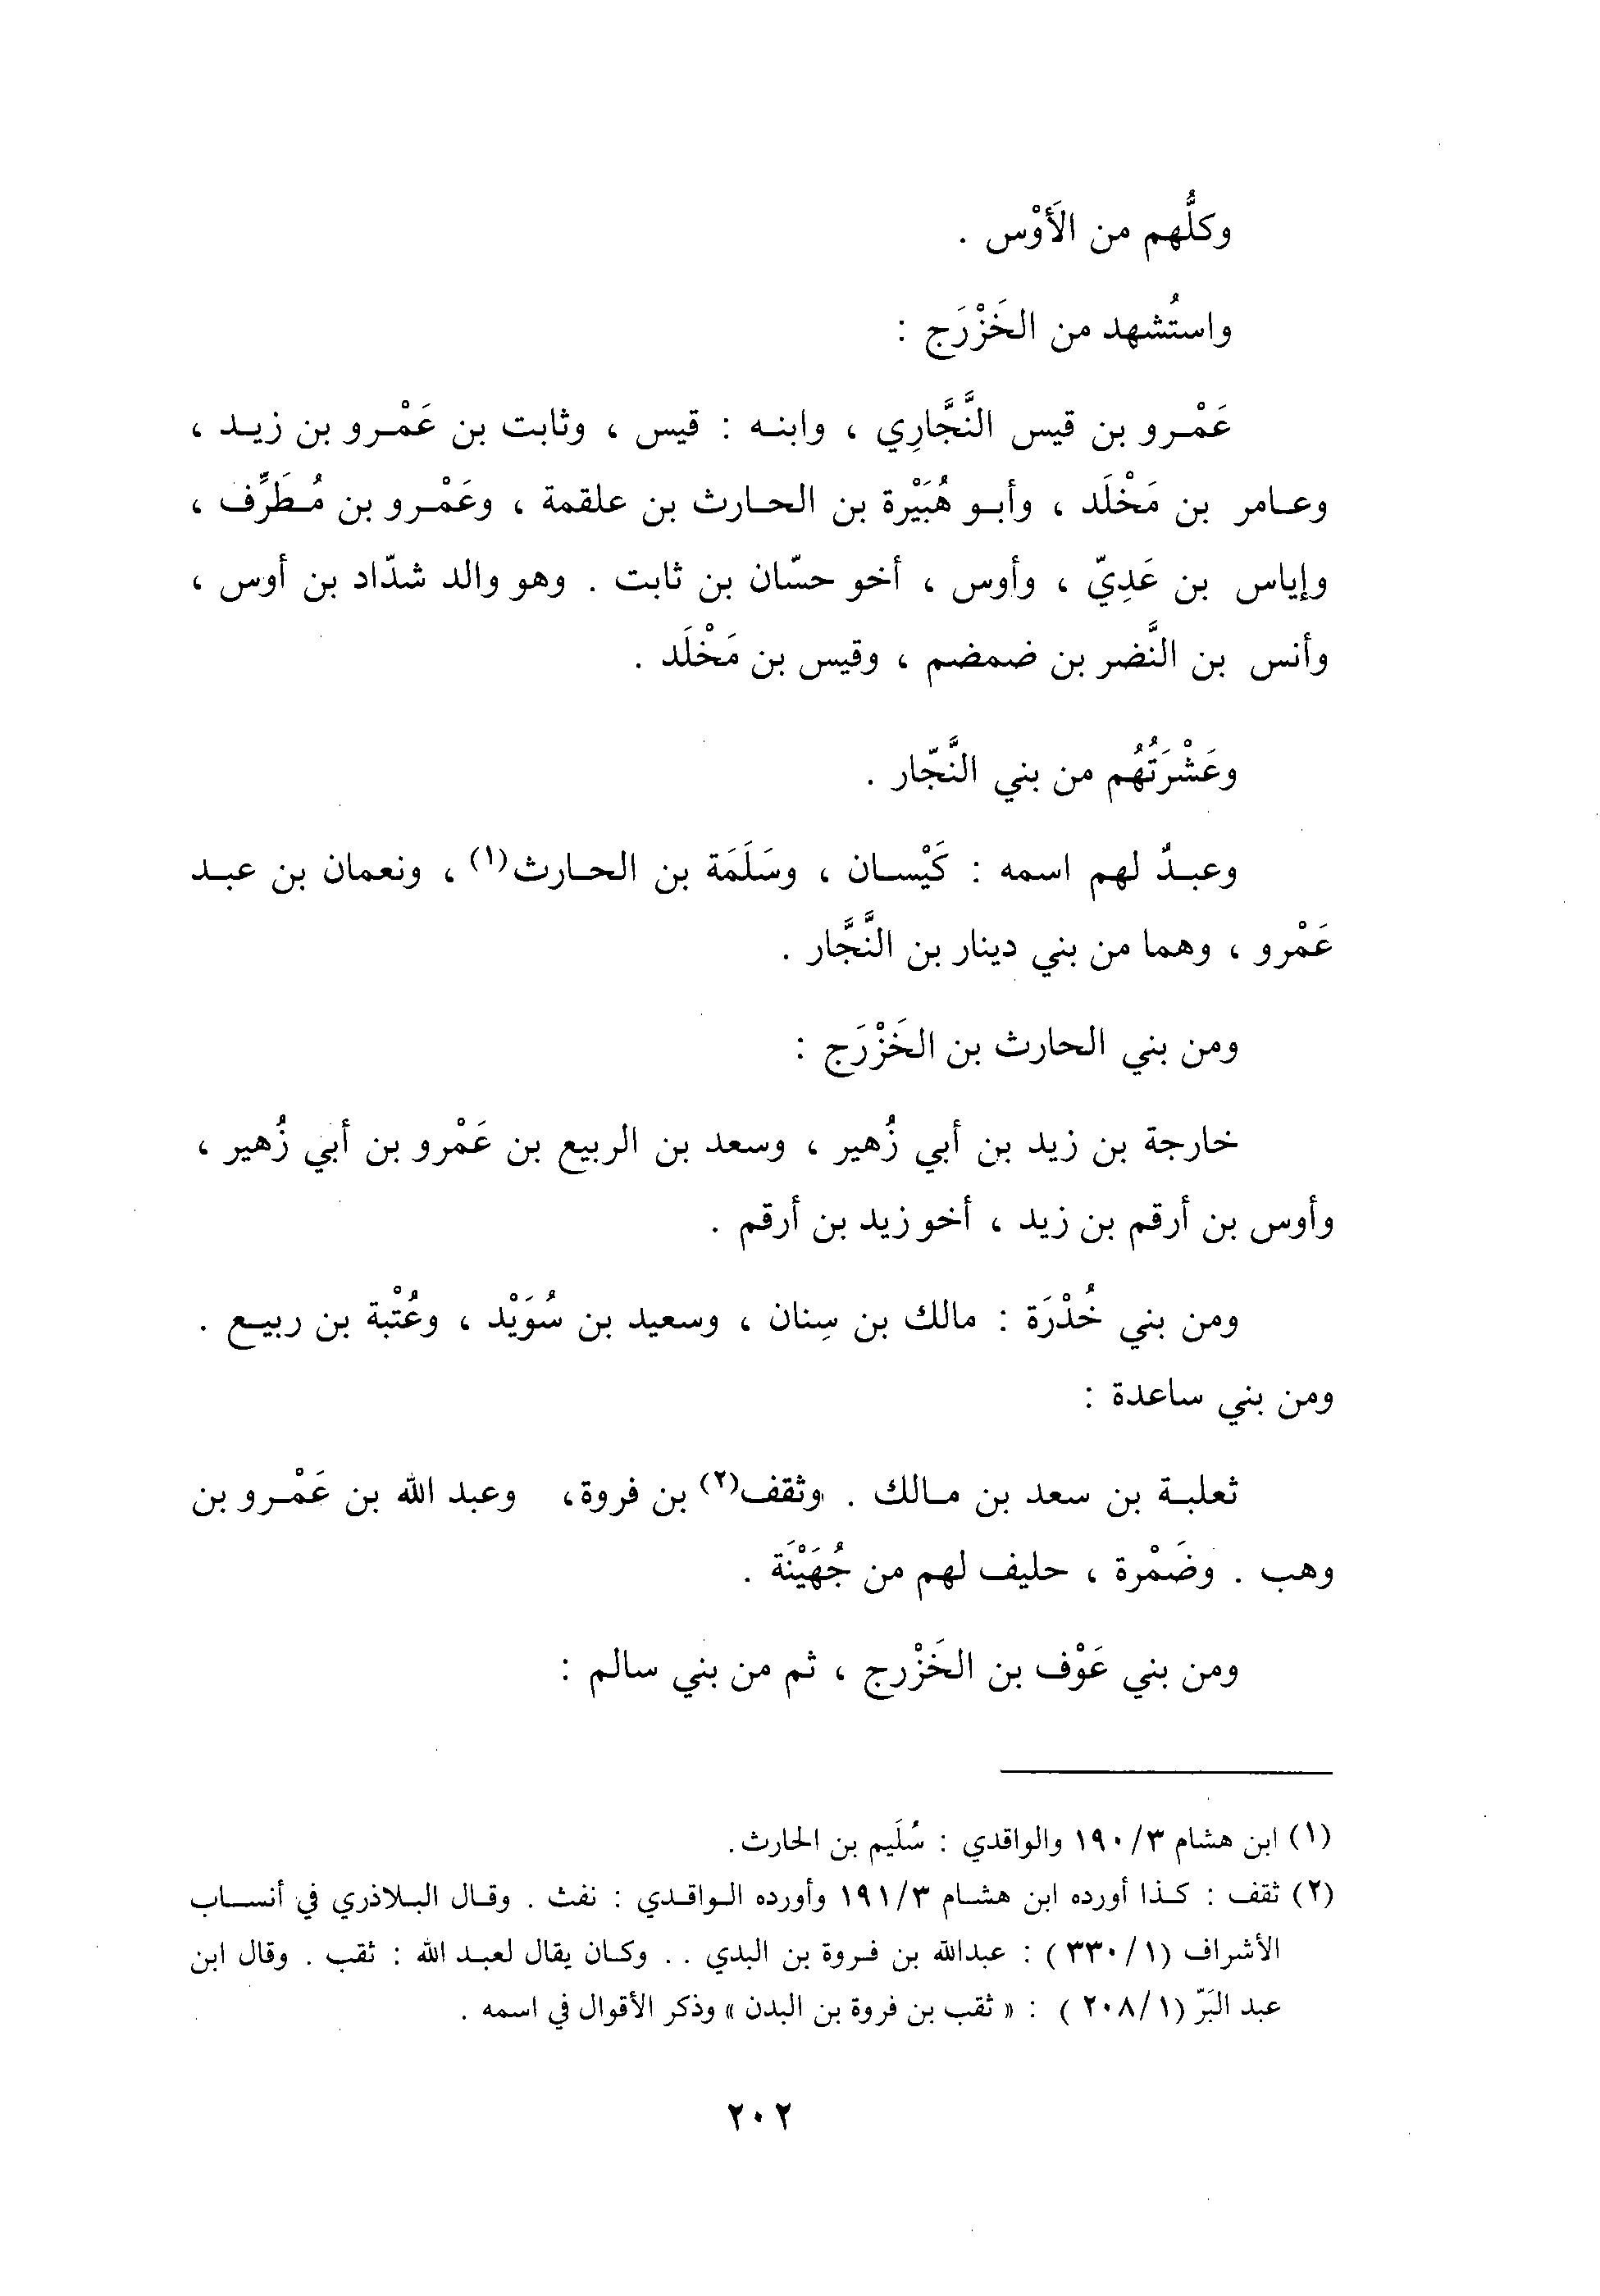 وكلُّهم من الأَوْس .
واستُشهد من الخَزْرَج :
عَمْرو بن قيس النَّجَّارِي ، وابنه : قيس ، وثابت بن عَمْرو بن زيد ،
وعامر بن مَخْلَد ، وأبو هُبَيْرة بن الحارث بن علقمة ، وعَمْرو بن مُطَرِّف ،
وإياس بن عَدِيّ ، وأوس ، أخو حسّان بن ثابت . وهو والد شدّاد بن أوس ،
وأنس بن النَّضر بن ضمضم ، وقيس بن مَخْلَد .
وعَشْرَتُهُم من بني النَّجّار .
وعبدٌ لهم اسمه : كَيْسان ، وسَلَمَة بن الحارث(١) ، ونعمان بن عبد
عَمْرو ، وهما من بني دينار بن النَّجَّار .
ومن بني الحارث بن الخَزْرَج :
خارجة بن زيد بن أبي زُهير ، وسعد بن الربيع بن عَمْرو بن أبي زُهير ،
وأوس بن أرقم بن زيد ، أخو زيد بن أرقم .
ومن بني خُدْرَة : مالك بن سِنان ، وسعيد بن سُوَيْد ، وعُتْبة بن ربيع .
ومن بني ساعدة :
ثعلبة بن سعد بن مالك . وثقف(٢) بن فروة، وعبد الله بن عَمْرو بن
وهب . وضَمْرة ، حليف لهم من جُهَيْنَة .
ومن بني عَوْف بن الخَزْرج ، ثم من بني سالم :
(١) ابن هشام ١٩٠/٣ والواقدي : سُلَيم بن الحارث.
(٢) ثقف : كذا أورده ابن هشام ١٩١/٣ وأورده الواقدي : نفث . وقال البلاذري في أنساب
الأشراف (٣٣٠/١) : عبدالله بن فروة بن البدي . . وكان يقال لعبد الله : ثقب . وقال ابن
عبد البَرّ (٢٠٨/١) : « ثقب بن فروة بن البدن » وذكر الأقوال في اسمه .
٢٠٢